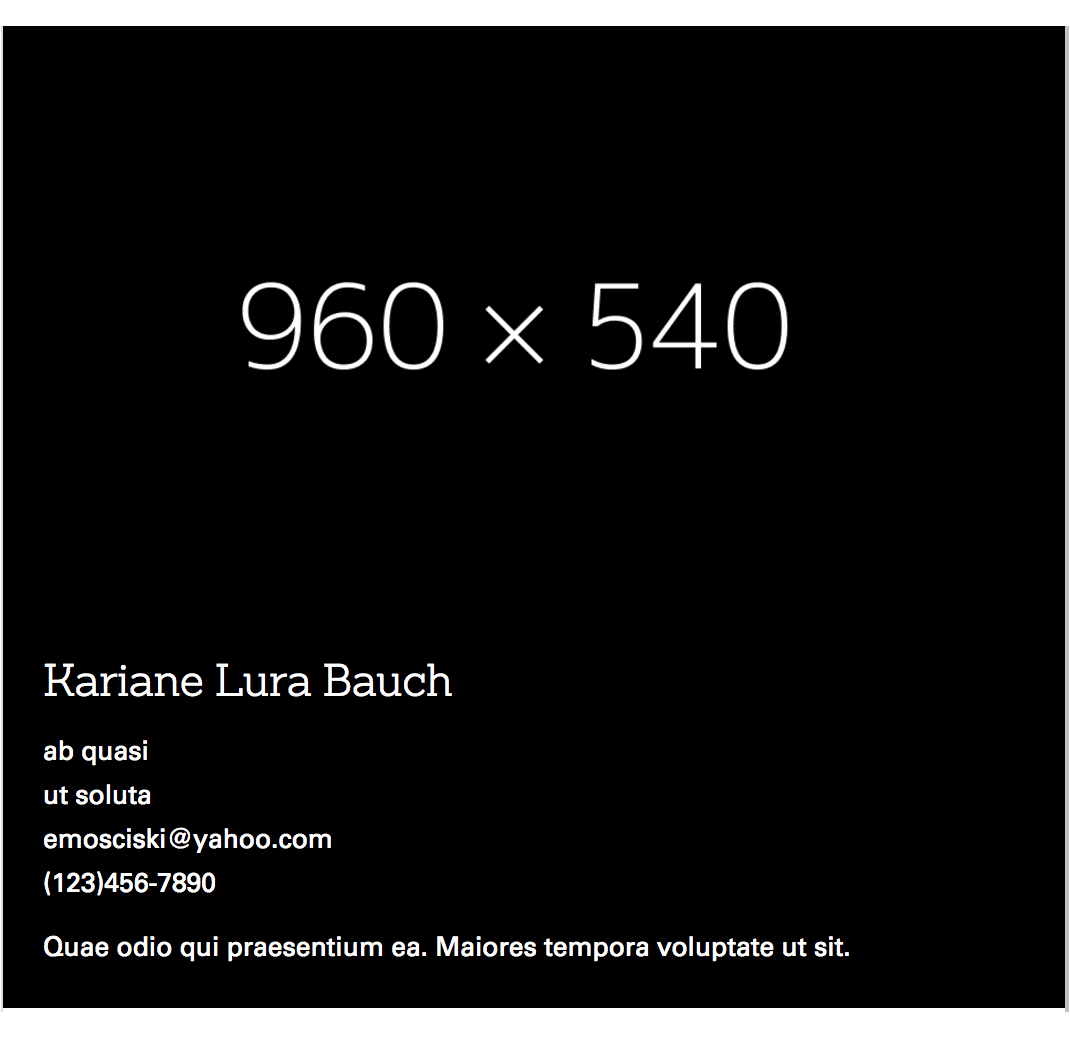 960 × 540
Kariane Lura Bauch
ab quasi
ut soluta
emosciski@yahoo.com
(123)456-7890
Quae odio qui praesentium ea. Maiores tempora voluptate ut sit.